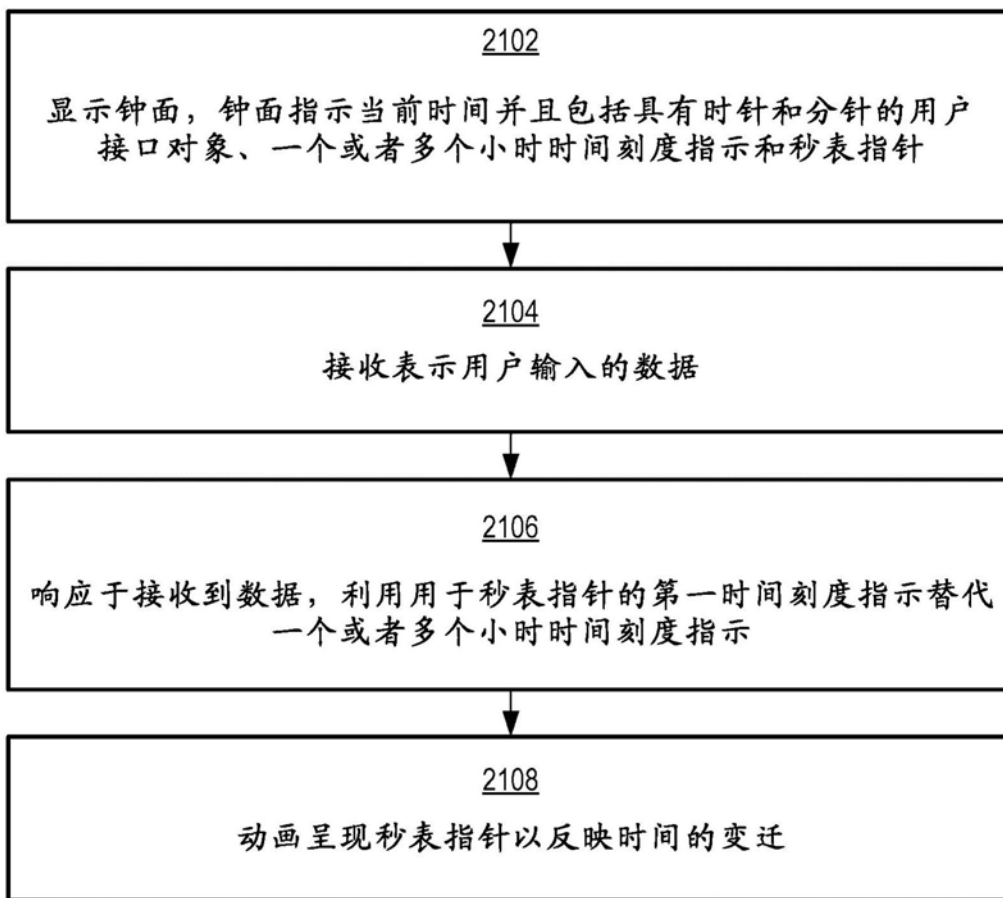 2102
显示钟面，钟面指示当前时间并且包括具有时针和分针的用户
接口对象、一个或者多个小时时间刻度指示和秒表指针
2104
接收表示用户输入的数据
2106
响应于接收到数据，利用用于秒表指针的第一时间刻度指示替代
一个或者多个小时时间刻度指示
2108
动画呈现秒表指针以反映时间的变迁